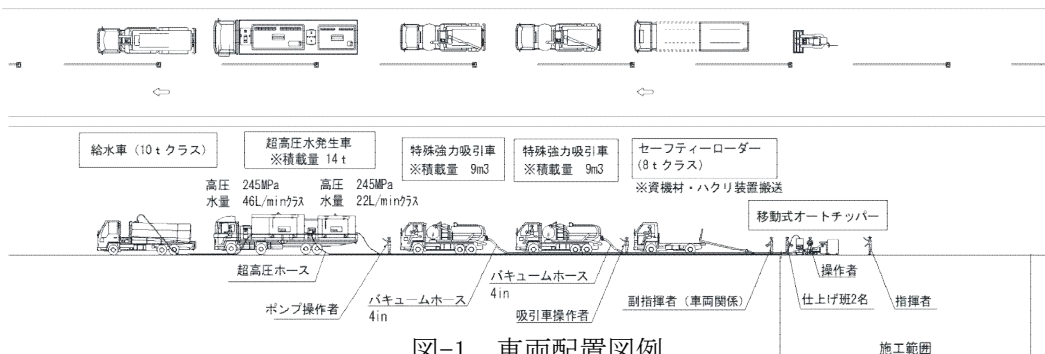 給水車（10ｔクラス）
超高圧水発生車
※積載量 14ｔ
特殊強力吸引車
※積載量 9m3
特殊強力吸引車
※積載量 9m3
セーフティーローダー
(8ｔクラス)
※資機材・ハクリ装置搬送
高圧 245MPa
水量 46L/minｸﾗｽ
高圧 245MPa
水量 22L/minｸﾗｽ
移動式オートチッパー
超高圧ホース
ポンプ操作者
バキュームホース
4in
バキュームホース
4in
吸引車操作者
副指揮者（車両関係）
操作者
仕上げ班2名
指揮者
施工範囲
図-1 車両配置図例